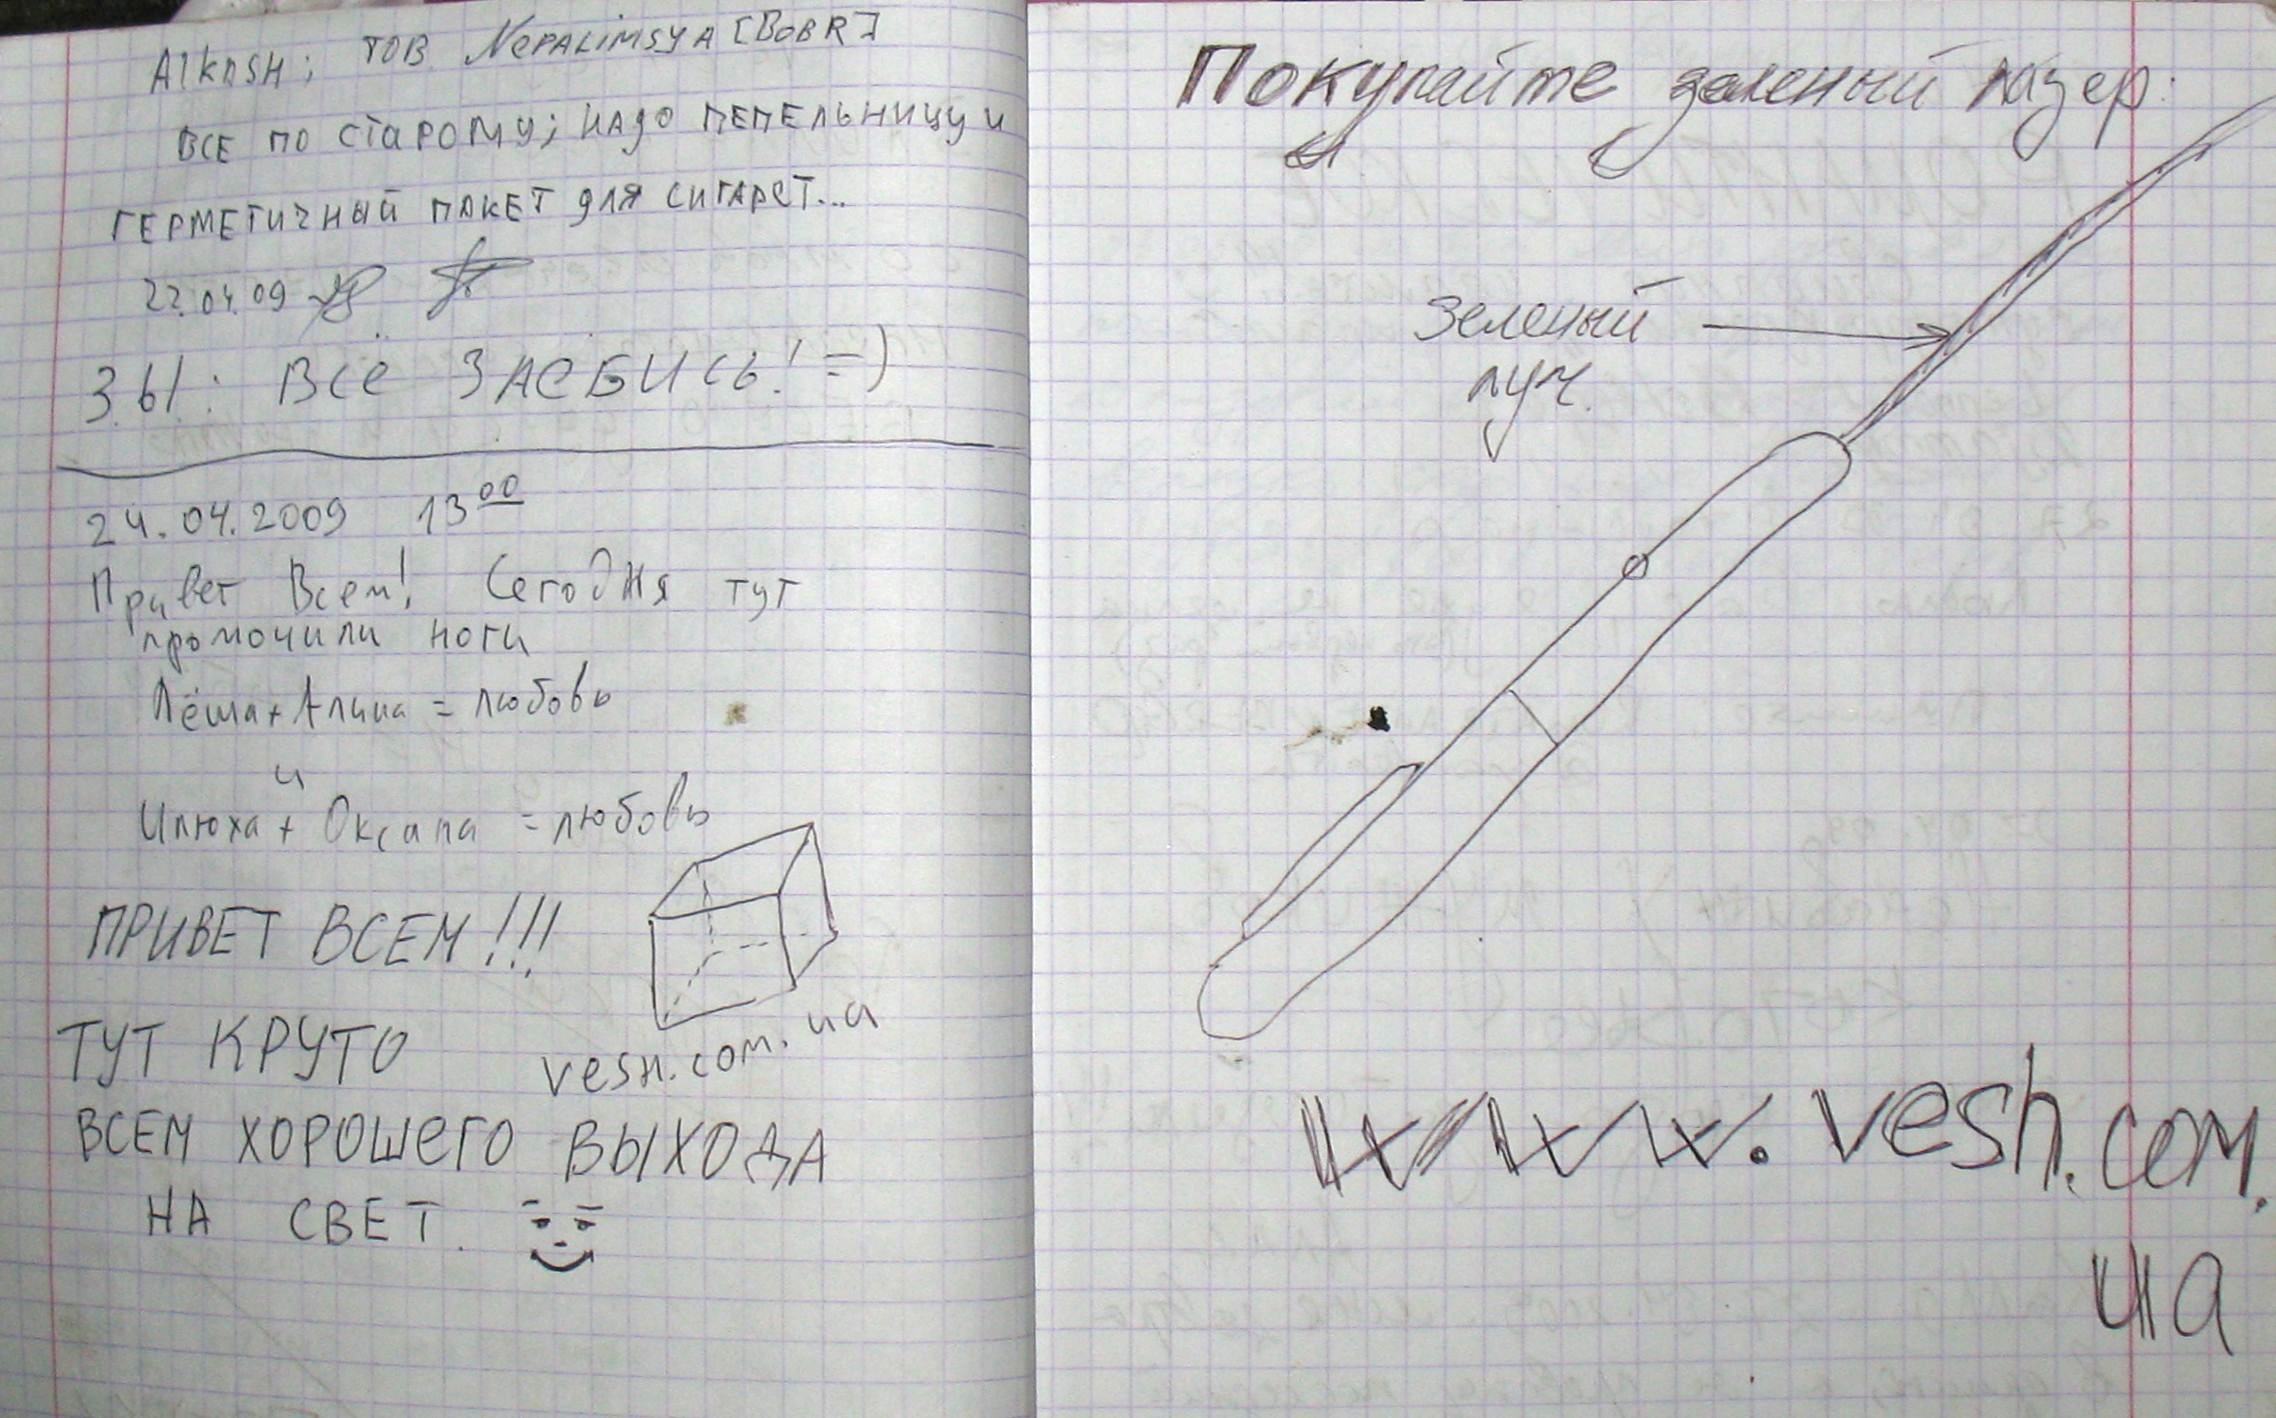 Alkash; ТОВ NePALiMSYA [BOBR]
ВСЕ ПО СТАРОМУ; НАДО ПЕПЕЛЬНИЦУ И
ГЕРМЕТИЧНЫЙ ПАКЕТ ДЛЯ СИГАРЕТ...
22.04.09
З.Ы.: ВСЁ ЗАЕБИСЬ! =)
24.04.2009 13 00
Привет Всем! Сегодня тут
промочили ноги
Лёша + Алина = любовь
и
Илюха + Оксана = любовь
ПРИВЕТ ВСЕМ!!!
ТУТ КРУТО
vesh.com.ua
ВСЕМ ХОРОШЕГО ВЫХОДА
НА СВЕТ.
Покупайте зеленый лазер:
зеленый
луч.
www.vesh.com.
ua